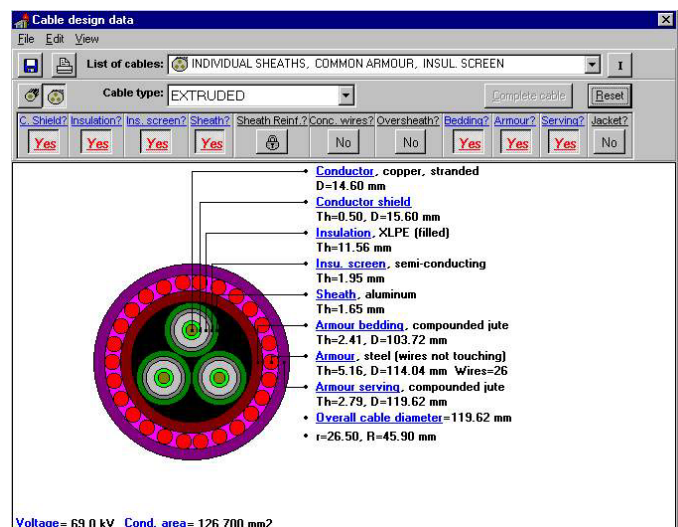 Cable design data
File Edit View
List of cables: INDIVIDUAL SHEATHS, COMMON ARMOUR, INSUL. SCREEN I
Cable type: EXTRUDED Complete cable Reset
C. Shield? Insulation? Ins. screen? Sheath? Sheath Reinf.? Conc. wires? Oversheath? Bedding? Armour? Serving? Jacket?
Yes Yes Yes Yes No No Yes Yes Yes No
Conductor, copper, stranded
D=14.60 mm
Conductor shield
Th=0.50, D=15.60 mm
Insulation, XLPE (filled)
Th=11.56 mm
Insu. screen, semi-conducting
Th=1.95 mm
Sheath, aluminum
Th=1.65 mm
Armour bedding, compounded jute
Th=2.41, D=103.72 mm
Armour, steel (wires not touching)
Th=5.16, D=114.04 mm Wires=26
Armour serving, compounded jute
Th=2.79, D=119.62 mm
Overall cable diameter=119.62 mm
r=26.50, R=45.90 mm
Voltage= 69.0 kV Cond. area= 126.700 mm2